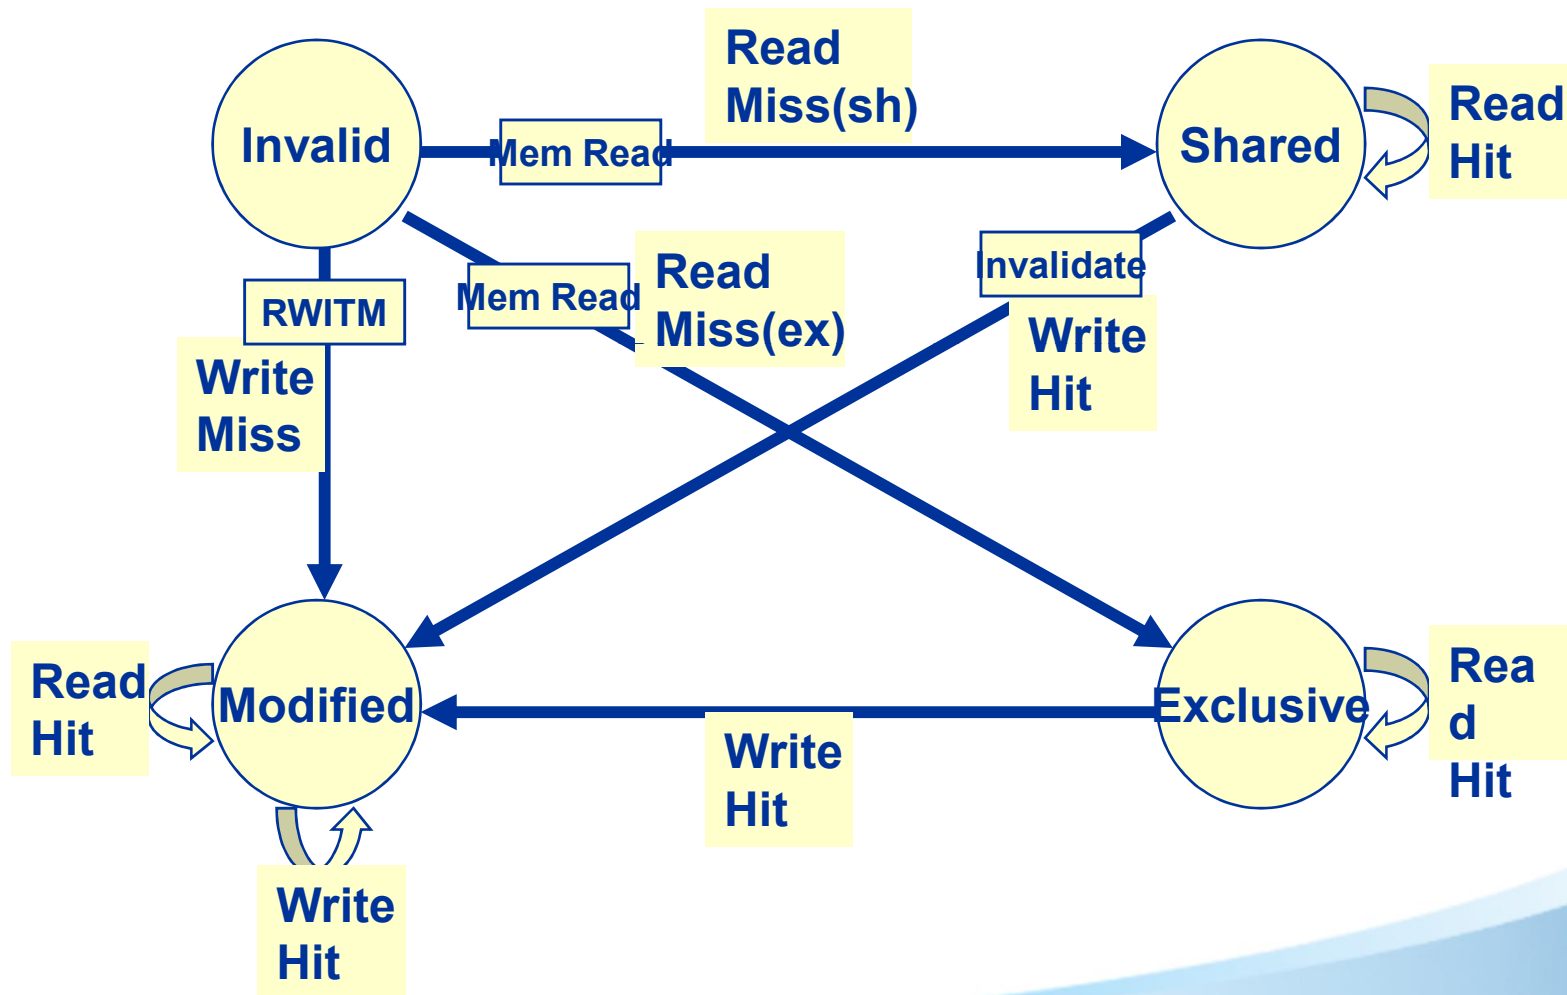 Read
Miss(sh)
Invalid
Mem Read
Shared
Read
Hit
RWITM
Mem Read
Read
Miss(ex)
Invalidate
Write
Hit
Write
Miss
Read
Hit
Modified
Write
Hit
Exclusive
Rea
d
Hit
Write
Hit